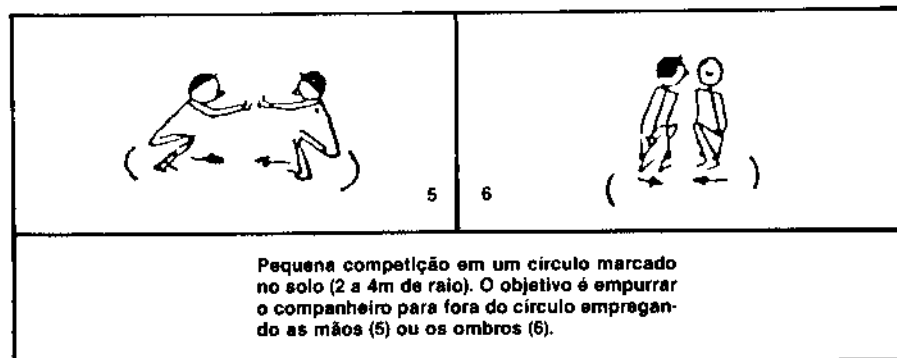 5
6
Pequena competição em um círculo marcado
no solo (2 a 4m de raio). O objetivo é empurrar
o companheiro para fora do círculo empregan-
do as mãos (5) ou os ombros (6).